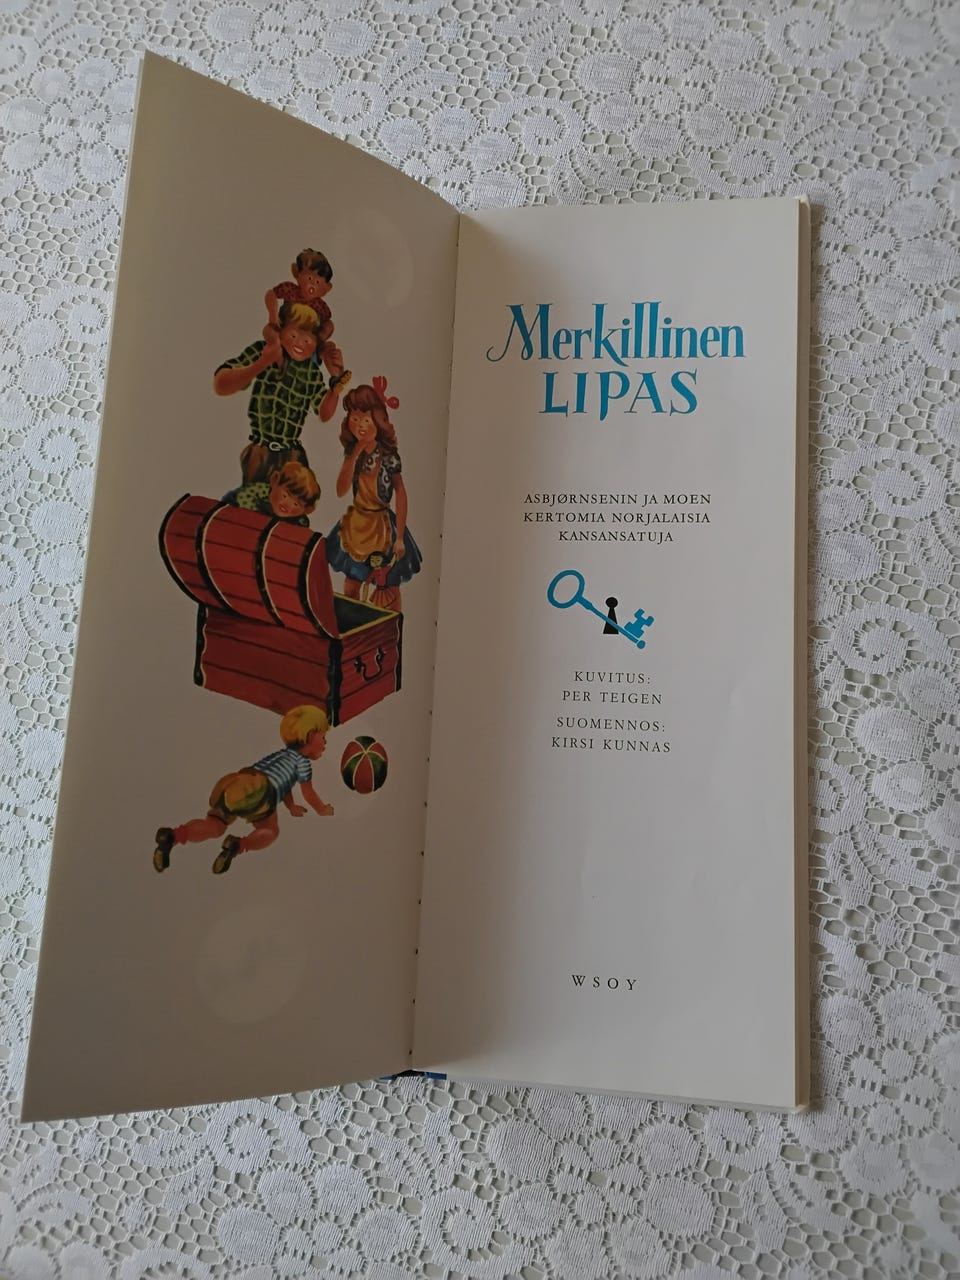 Merkillinen
LIPAS
ASBJØRNSENIN JA MOEN
KERTOMIA NORJALAISIA
KANSANSATUJA
KUVITUS:
PER TEIGEN
SUOMENNOS:
KIRSI KUNNAS
WSOY